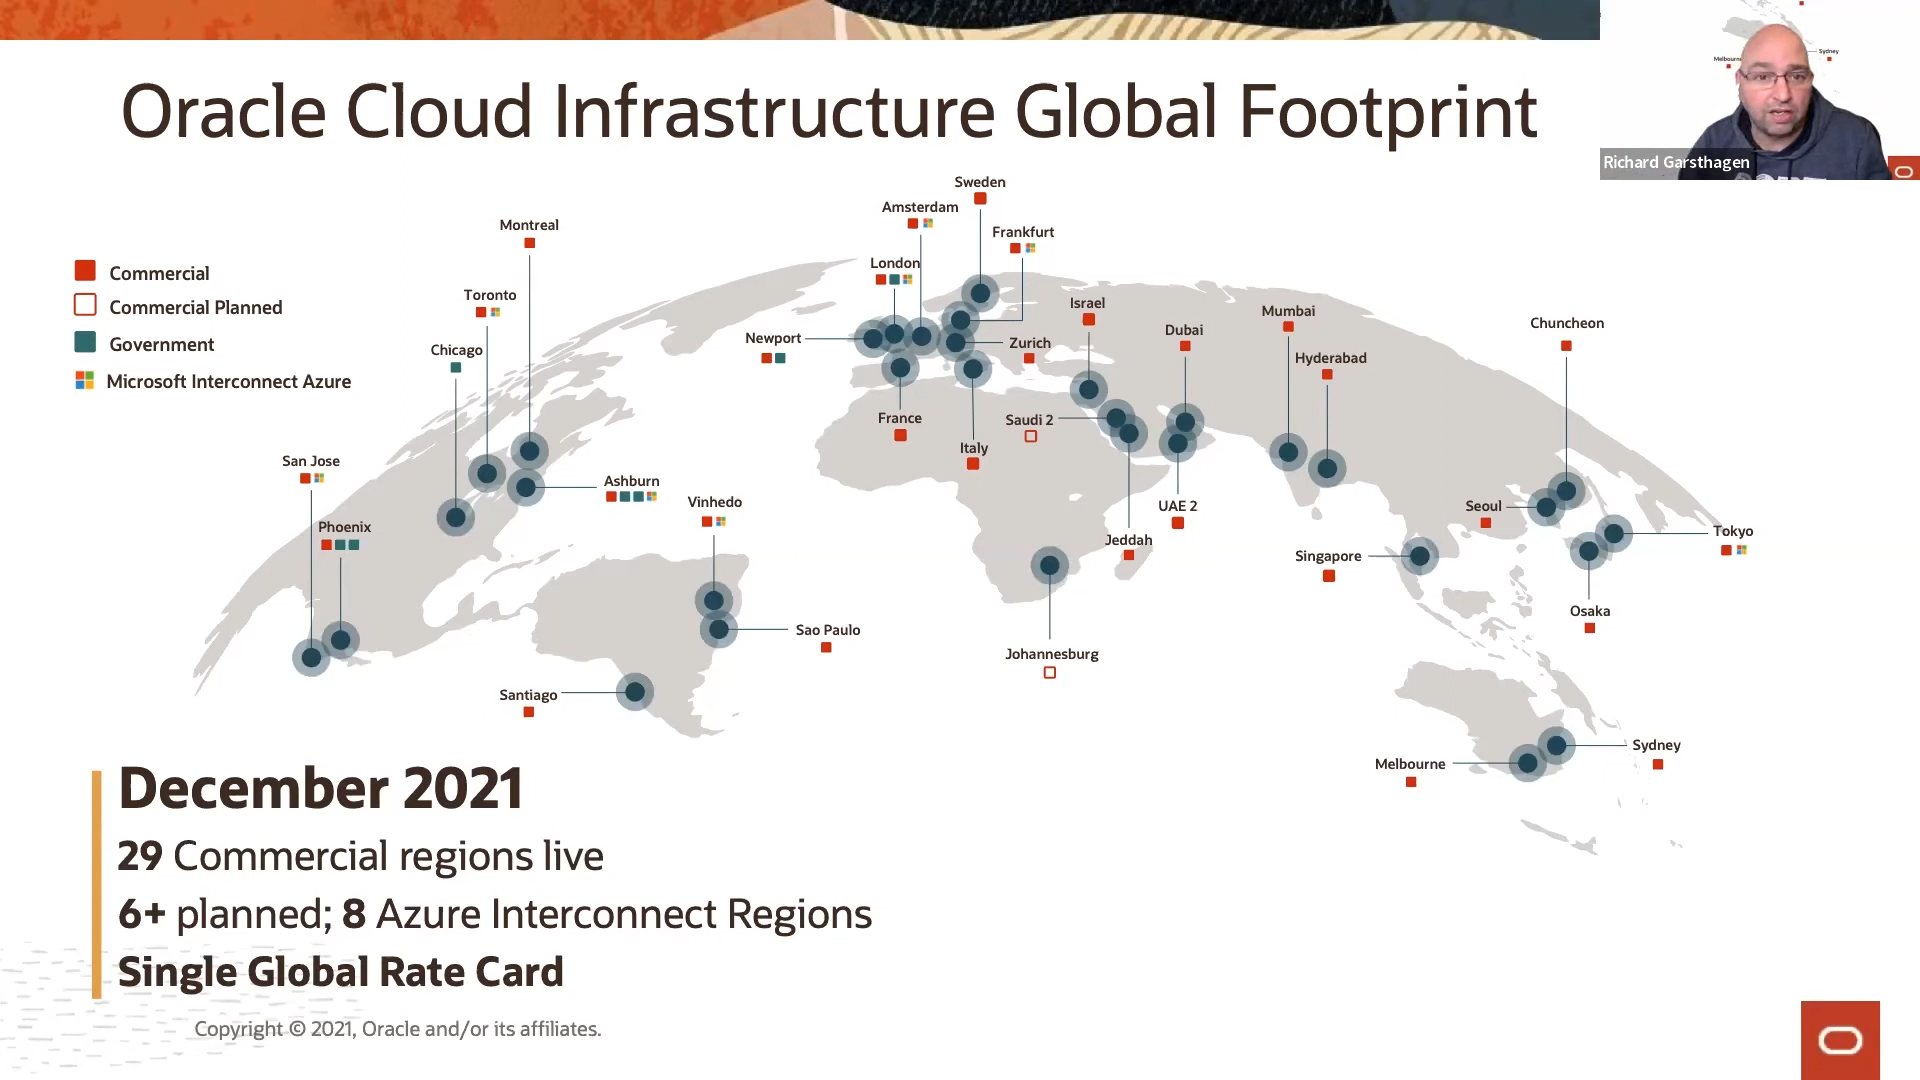 Oracle Cloud Infrastructure Global Footprint
Melbourne
Sydney
Richard Garsthagen
Commercial
Commercial Planned
Government
Microsoft Interconnect Azure
Sweden
Amsterdam
Montreal
Frankfurt
London
Toronto
Israel
Mumbai
Chuncheon
Dubai
Newport
Zurich
Chicago
Hyderabad
France
Saudi 2
Italy
San Jose
Ashburn
Vinhedo
UAE 2
Seoul
Phoenix
Tokyo
Jeddah
Singapore
Osaka
Sao Paulo
Johannesburg
Santiago
Sydney
Melbourne
December 2021
29 Commercial regions live
6+ planned; 8 Azure Interconnect Regions
Single Global Rate Card
Copyright © 2021, Oracle and/or its affiliates.